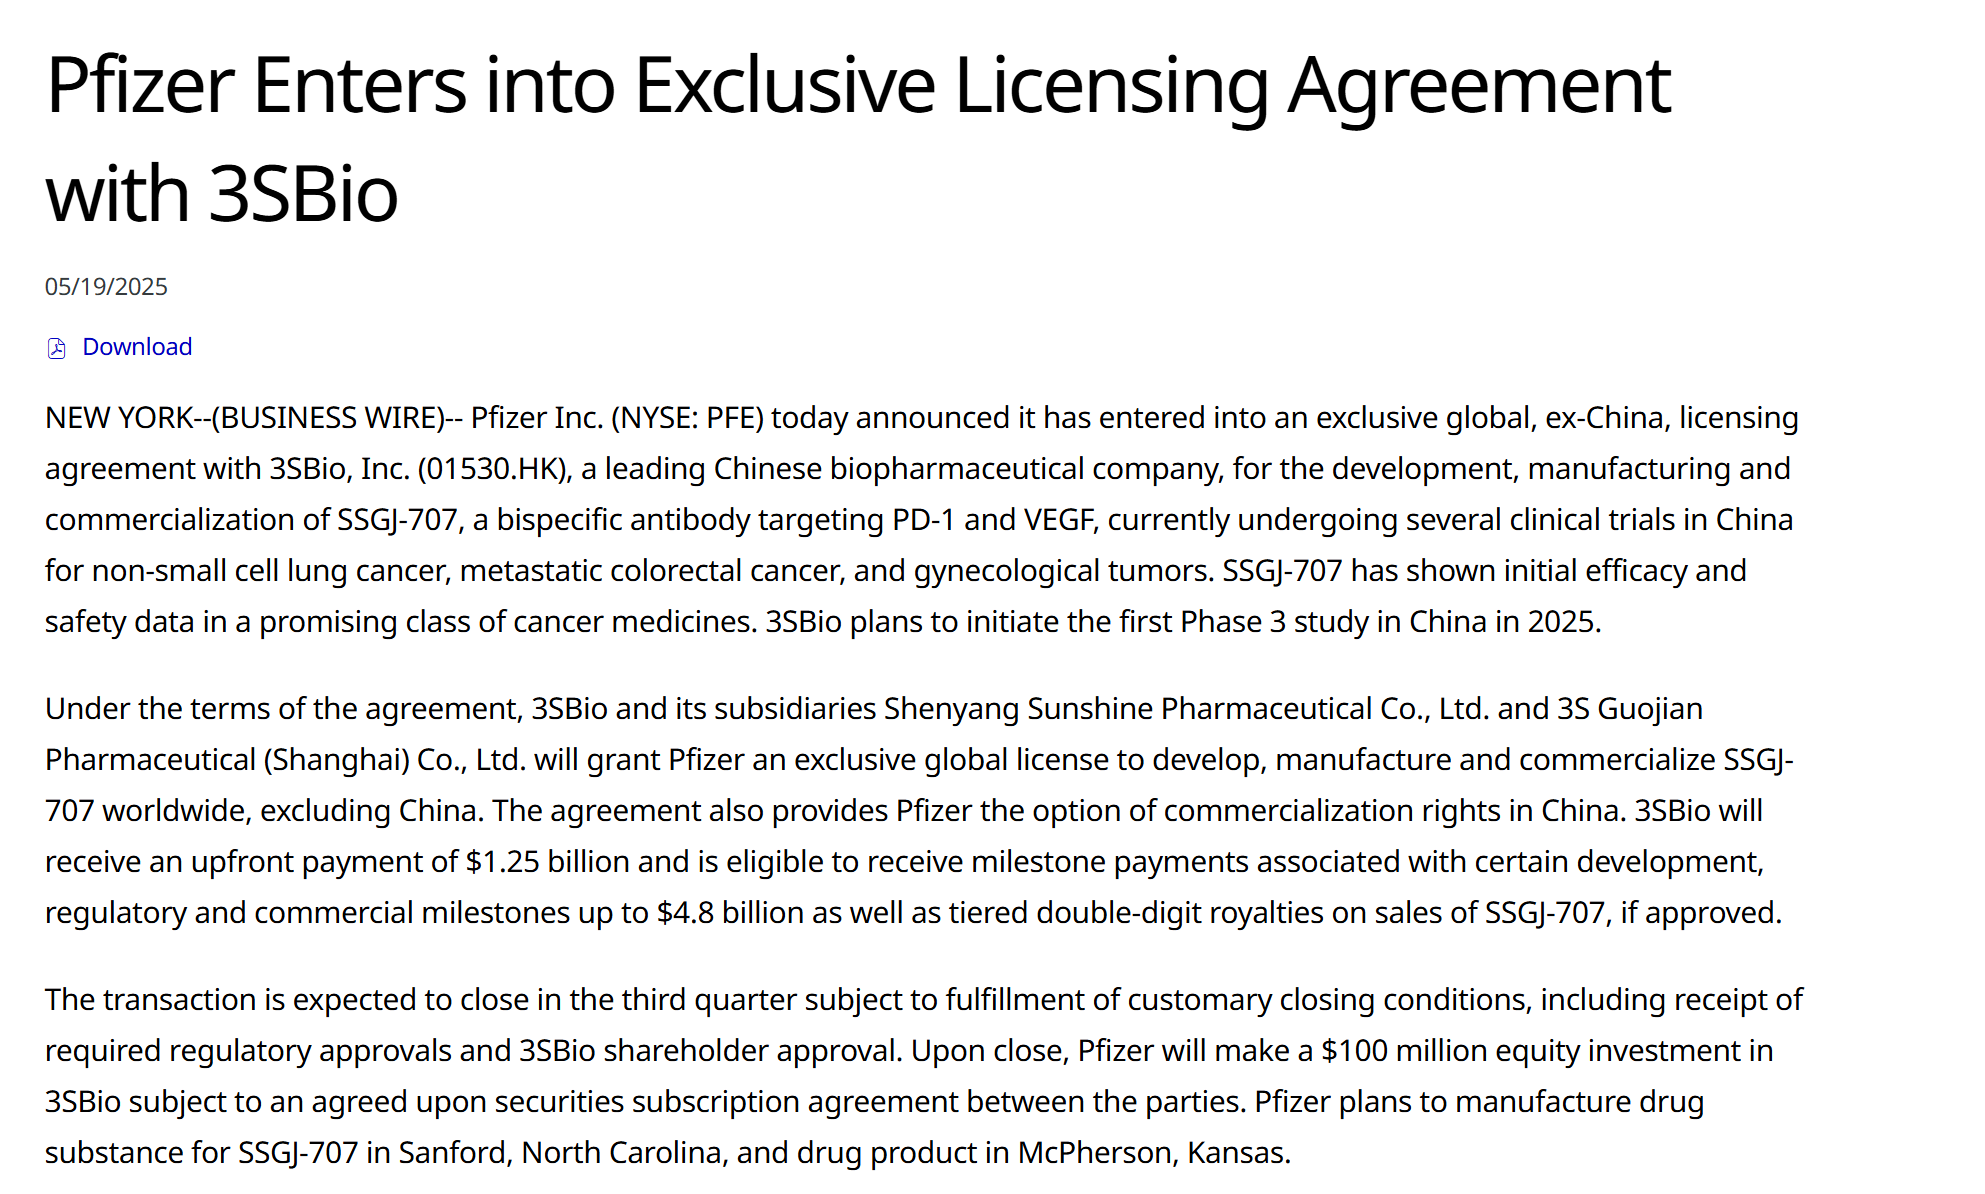 Pfizer Enters into Exclusive Licensing Agreement
with 3SBio
05/19/2025
Download
NEW YORK--(BUSINESS WIRE)-- Pfizer Inc. (NYSE: PFE) today announced it has entered into an exclusive global, ex-China, licensing
agreement with 3SBio, Inc. (01530.HK), a leading Chinese biopharmaceutical company, for the development, manufacturing and
commercialization of SSGJ-707, a bispecific antibody targeting PD-1 and VEGF, currently undergoing several clinical trials in China
for non-small cell lung cancer, metastatic colorectal cancer, and gynecological tumors. SSGJ-707 has shown initial efficacy and
safety data in a promising class of cancer medicines. 3SBio plans to initiate the first Phase 3 study in China in 2025.
Under the terms of the agreement, 3SBio and its subsidiaries Shenyang Sunshine Pharmaceutical Co., Ltd. and 3S Guojian
Pharmaceutical (Shanghai) Co., Ltd. will grant Pfizer an exclusive global license to develop, manufacture and commercialize SSGJ-
707 worldwide, excluding China. The agreement also provides Pfizer the option of commercialization rights in China. 3SBio will
receive an upfront payment of $1.25 billion and is eligible to receive milestone payments associated with certain development,
regulatory and commercial milestones up to $4.8 billion as well as tiered double-digit royalties on sales of SSGJ-707, if approved.
The transaction is expected to close in the third quarter subject to fulfillment of customary closing conditions, including receipt of
required regulatory approvals and 3SBio shareholder approval. Upon close, Pfizer will make a $100 million equity investment in
3SBio subject to an agreed upon securities subscription agreement between the parties. Pfizer plans to manufacture drug
substance for SSGJ-707 in Sanford, North Carolina, and drug product in McPherson, Kansas.